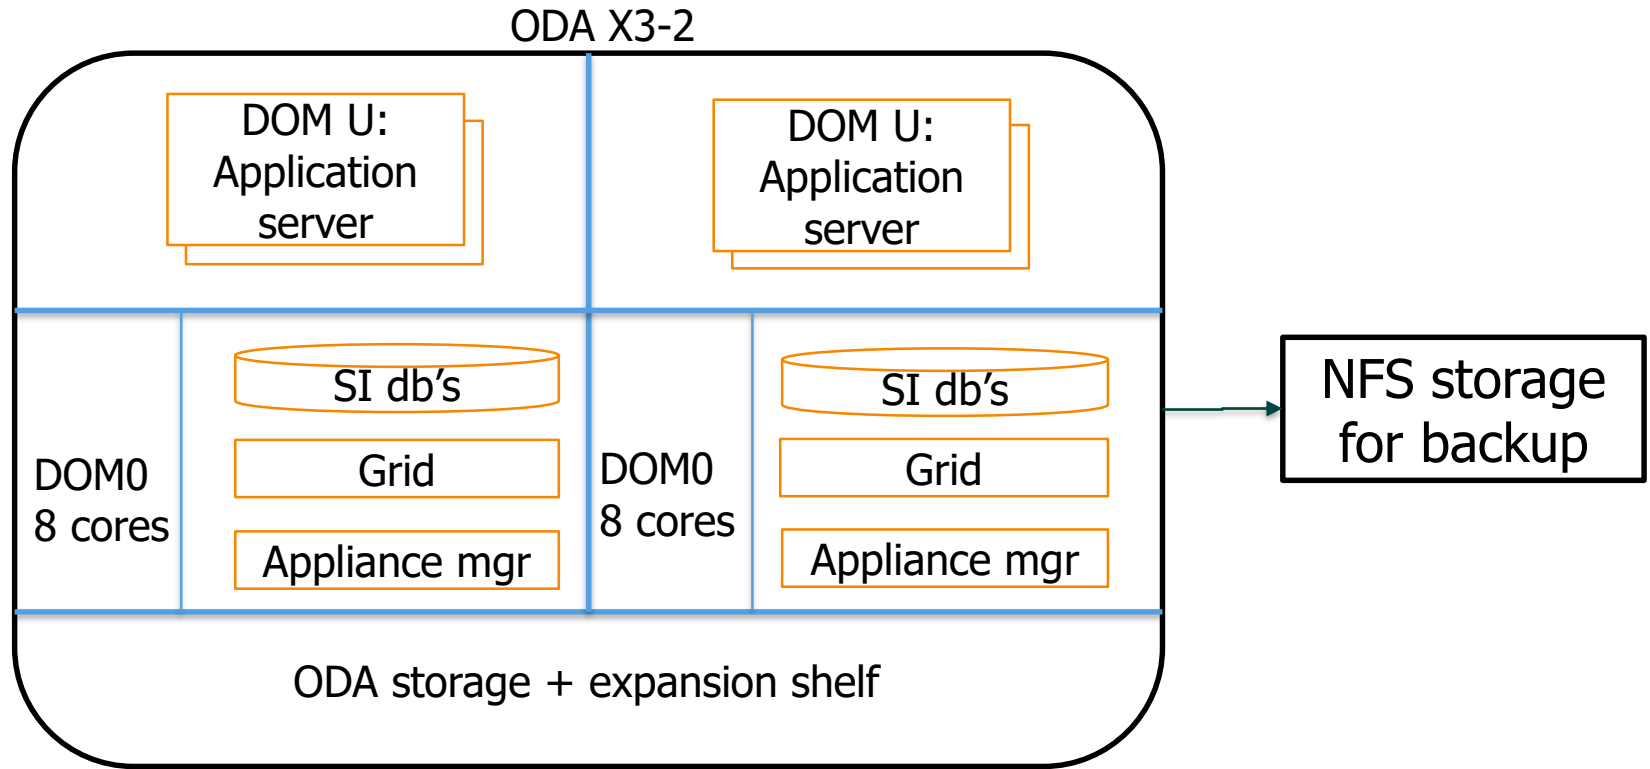 ODA X3-2
DOM U:
Application
server
DOM U:
Application
server
DOM0
8 cores
SI db's
Grid
Appliance mgr
DOM0
8 cores
SI db's
Grid
Appliance mgr
ODA storage + expansion shelf
NFS storage
for backup